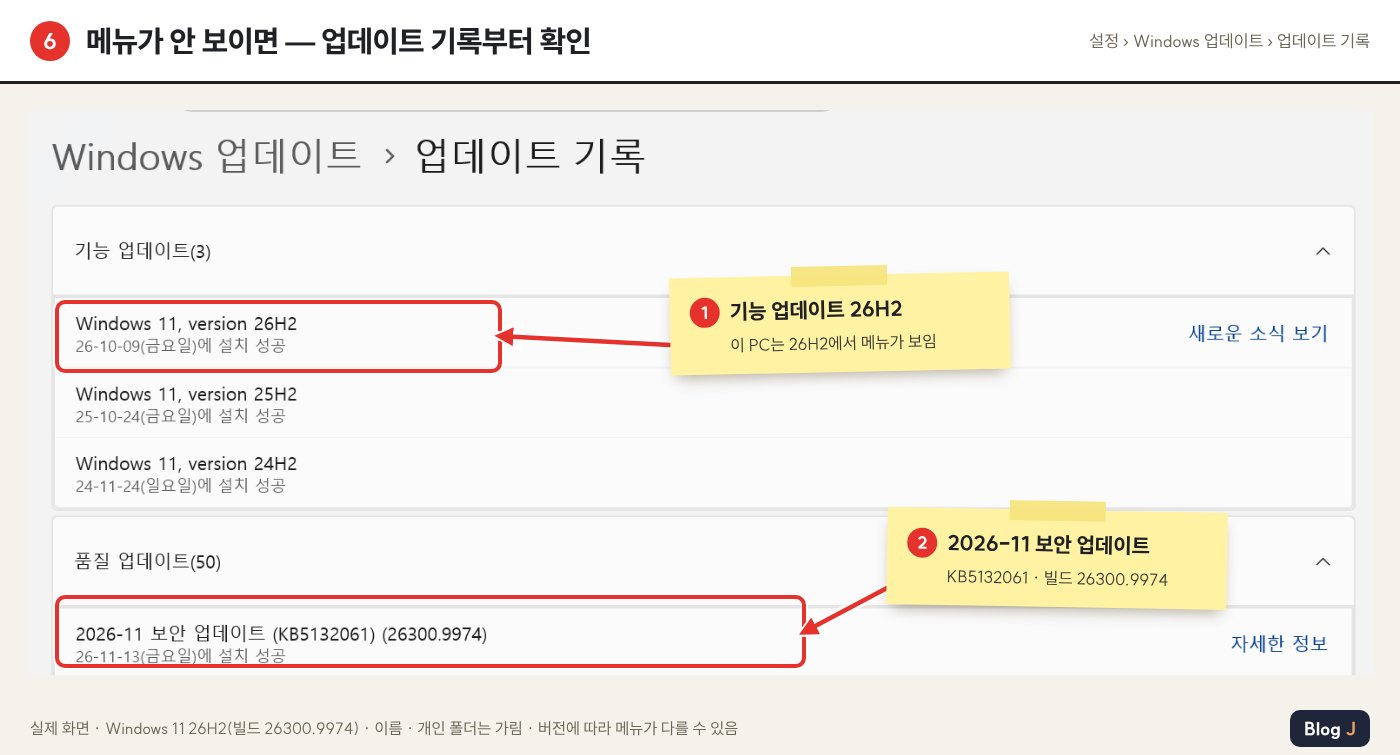 6 메뉴가 안 보이면 — 업데이트 기록부터 확인
설정 › Windows 업데이트 › 업데이트 기록
Windows 업데이트 › 업데이트 기록
기능 업데이트(3)
Windows 11, version 26H2
26-10-09(금요일)에 설치 성공
새로운 소식 보기
1 기능 업데이트 26H2
이 PC는 26H2에서 메뉴가 보임
Windows 11, version 25H2
25-10-24(금요일)에 설치 성공
Windows 11, version 24H2
24-11-24(일요일)에 설치 성공
품질 업데이트(50)
2 2026-11 보안 업데이트
KB5132061 · 빌드 26300.9974
2026-11 보안 업데이트 (KB5132061) (26300.9974)
26-11-13(금요일)에 설치 성공
자세한 정보
실제 화면 · Windows 11 26H2(빌드 26300.9974) · 이름 · 개인 폴더는 가림 · 버전에 따라 메뉴가 다를 수 있음
Blog J